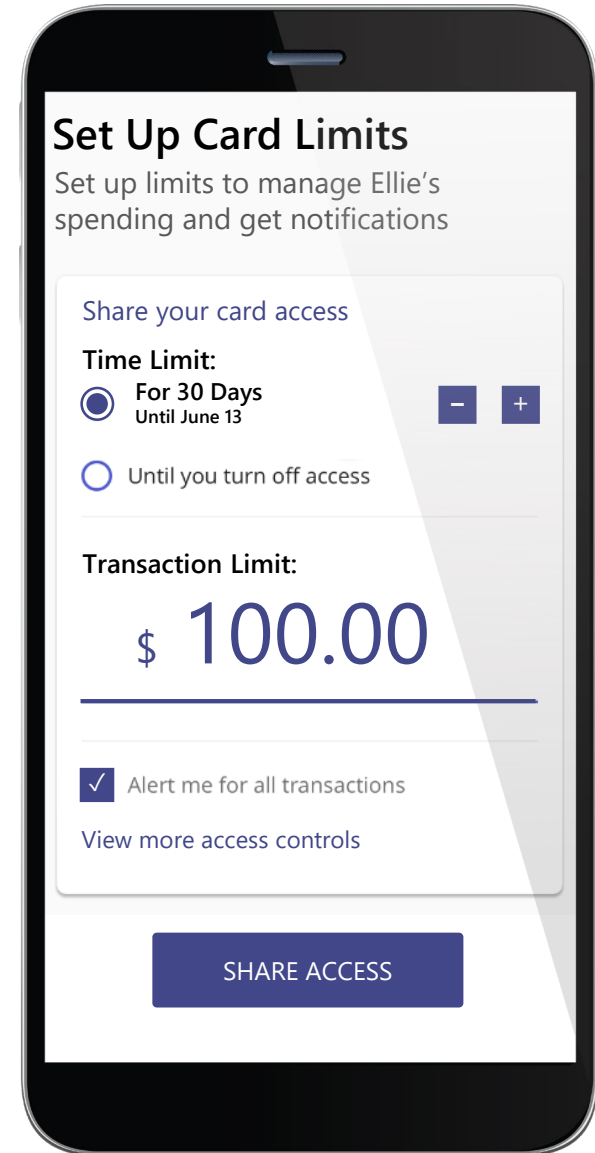 Set Up Card Limits
Set up limits to manage Ellie’s
spending and get notifications
Share your card access
Time Limit:
For 30 Days
Until June 13
− +
Until you turn off access
Transaction Limit:
$ 100.00
Alert me for all transactions
View more access controls
SHARE ACCESS